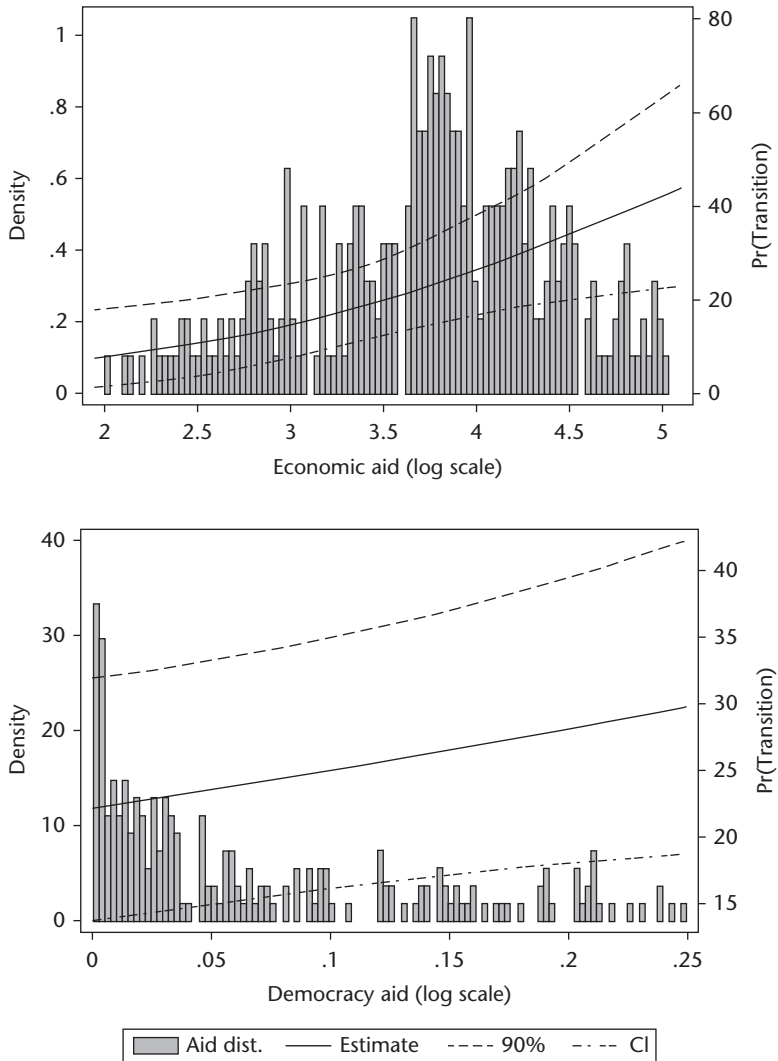 1
.8
.6
.4
.2
0
Density
80
60
40
20
0
Pr(Transition)
2 2.5 3 3.5 4 4.5 5
Economic aid (log scale)
40
30
20
10
0
Density
40
35
30
25
20
15
Pr(Transition)
0 .05 .1 .15 .2 .25
Democracy aid (log scale)
Aid dist. Estimate 90% CI